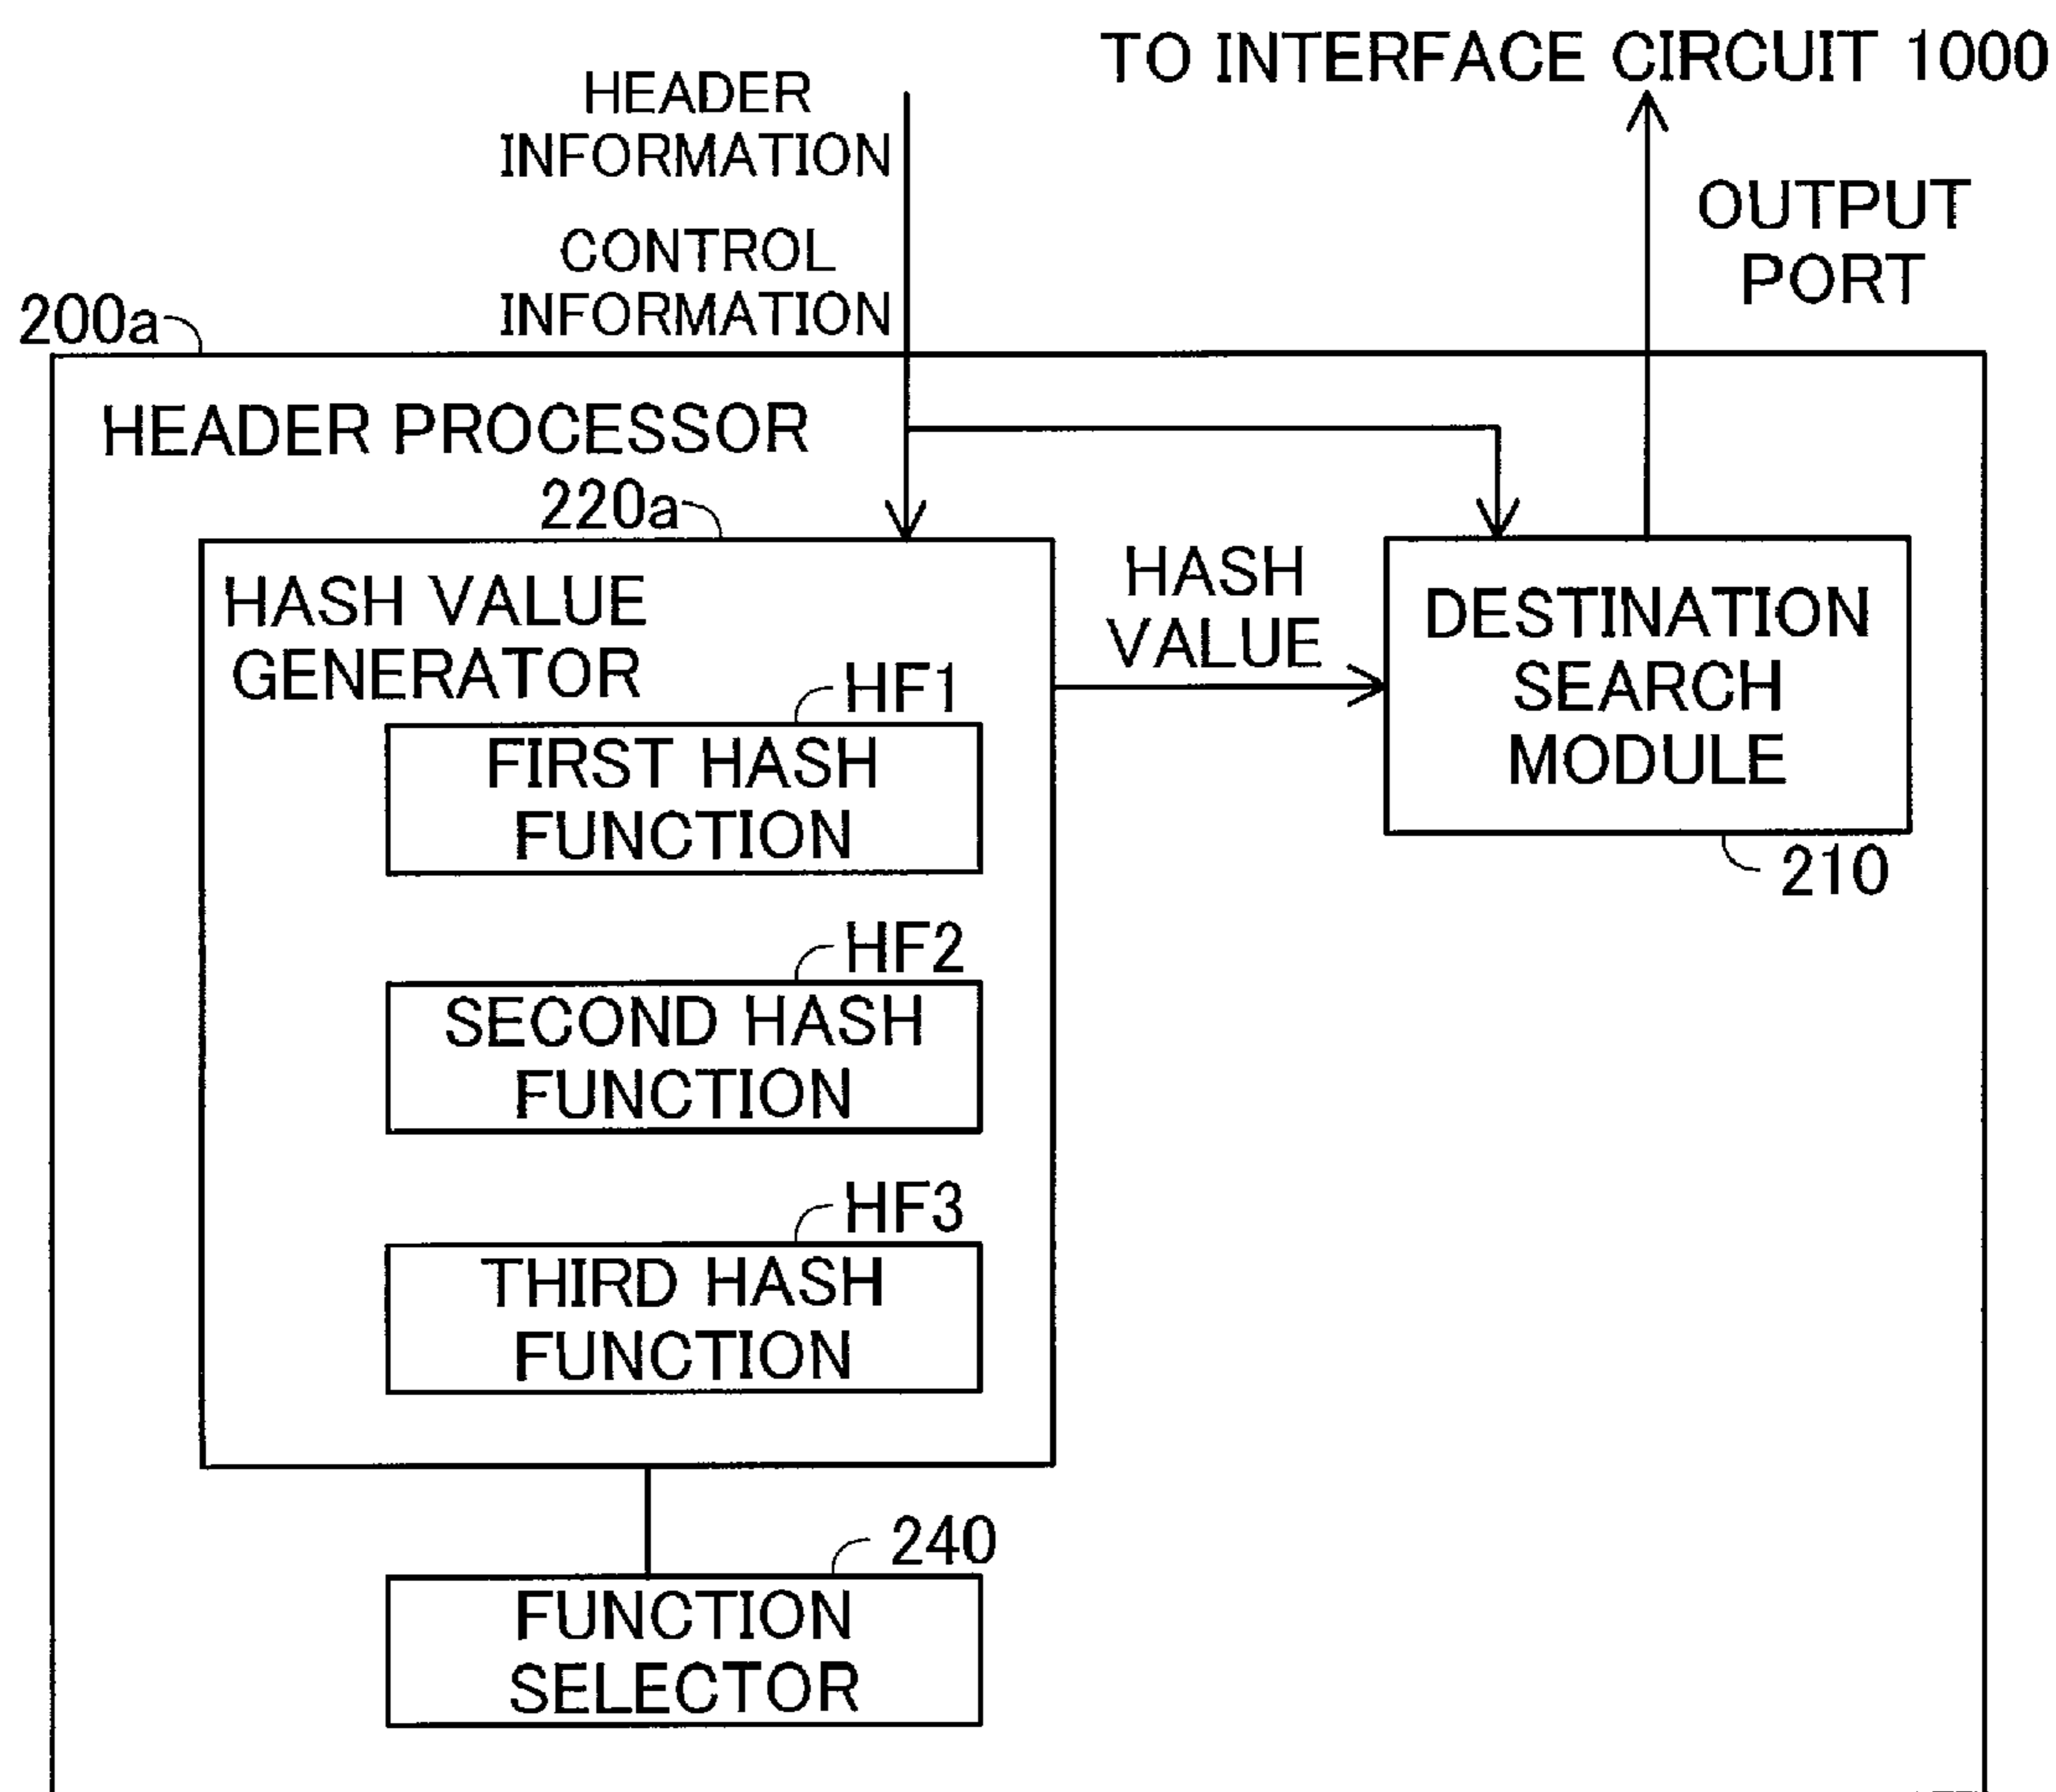 TO INTERFACE CIRCUIT 1000
HEADER
INFORMATION
CONTROL
INFORMATION
OUTPUT
PORT
200a
HEADER PROCESSOR
220a
HASH VALUE
GENERATOR
HASH
VALUE
DESTINATION
SEARCH
MODULE
210
HF1
FIRST HASH
FUNCTION
HF2
SECOND HASH
FUNCTION
HF3
THIRD HASH
FUNCTION
240
FUNCTION
SELECTOR